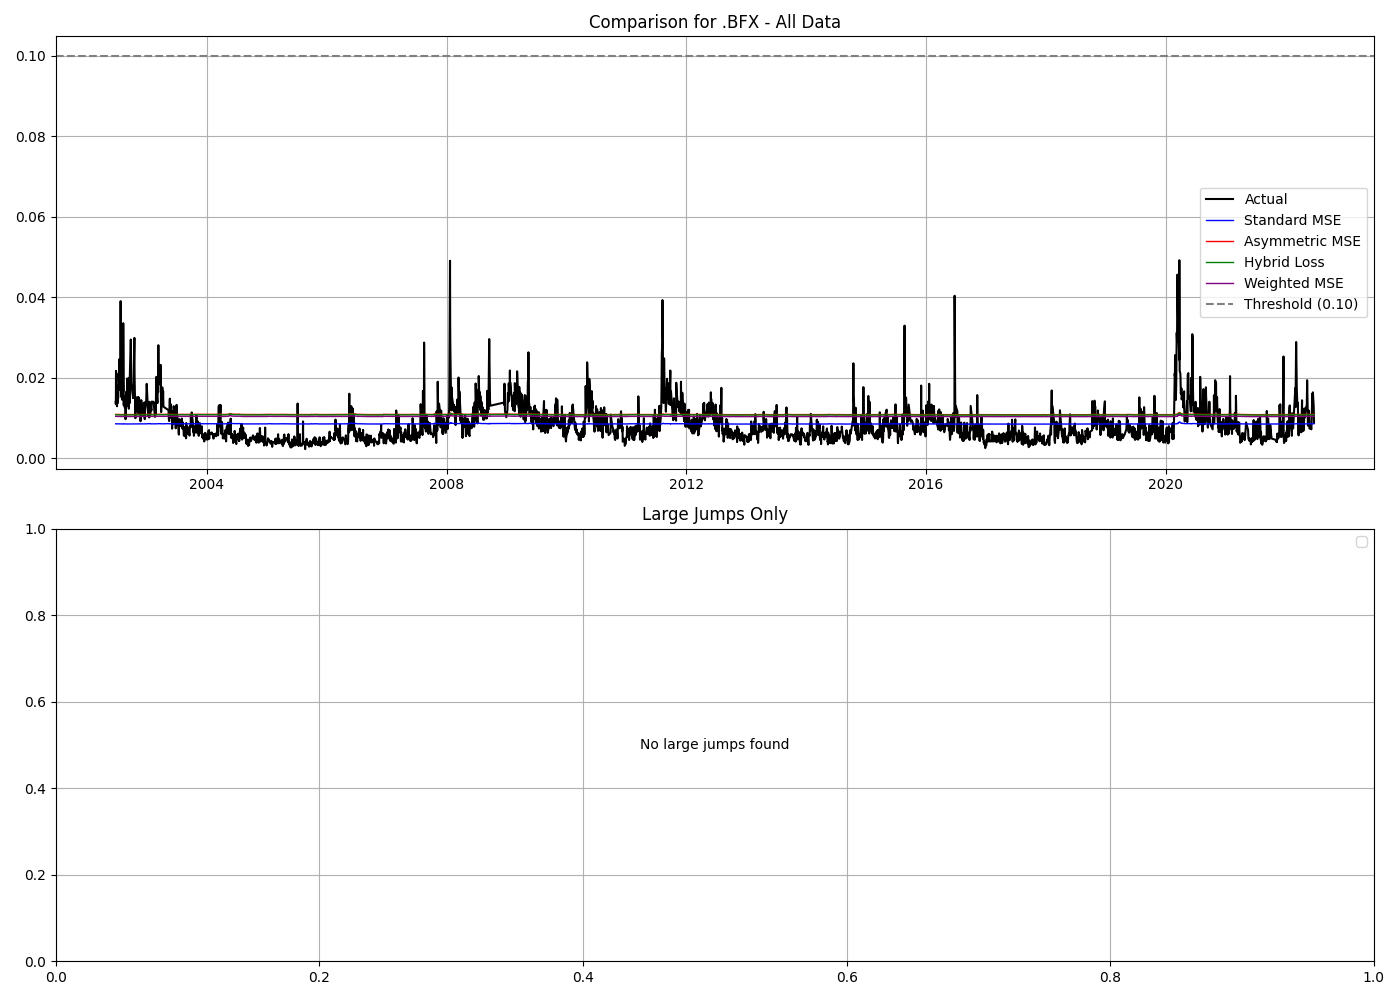 Comparison for .BFX - All Data
0.10
0.08
0.06
0.04
0.02
0.00
Actual
Standard MSE
Asymmetric MSE
Hybrid Loss
Weighted MSE
Threshold (0.10)
2004
2008
2012
2016
2020
Large Jumps Only
1.0
0.8
0.6
0.4
0.2
0.0
No large jumps found
0.0
0.2
0.4
0.6
0.8
1.0